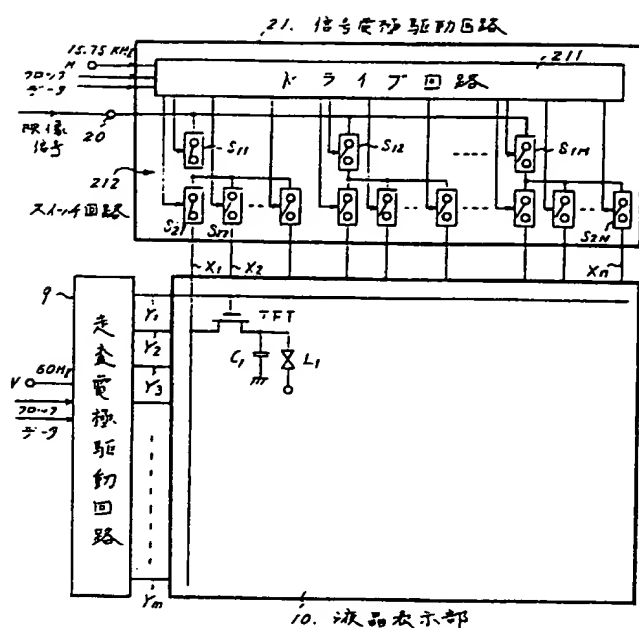 21. 信号電極駆動回路
15.75 KHz
H
クロック
データ
211
ドライブ回路
映像
信号
20
S11
S12
S1M
212
スイッチ回路
S21
S22
S2N
X1
X2
Xn
9
走査電極駆動回路
V
60Hz
クロック
データ
Y1
Y2
Y3
Ym
TFT
C1
L1
10. 液晶表示部